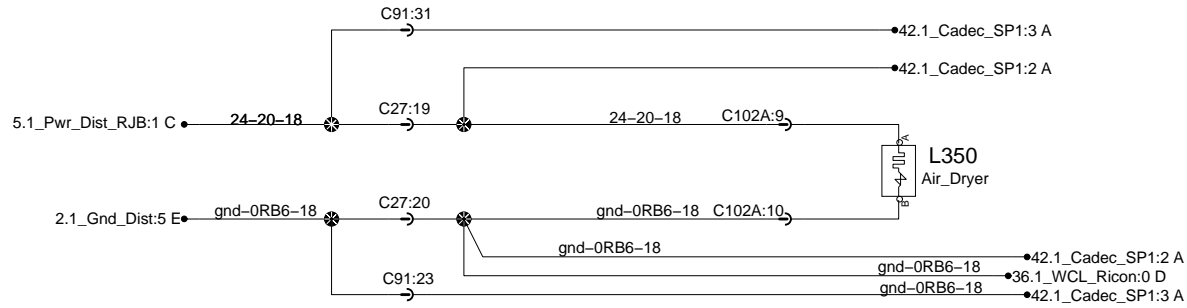 C91:31
42.1_Cadec_SP1:3 A
42.1_Cadec_SP1:2 A
5.1_Pwr_Dist_RJB:1 C
24–20–18
C27:19
24–20–18
C102A:9
A
L350
Air_Dryer
B
2.1_Gnd_Dist:5 E
gnd–0RB6–18
C27:20
gnd–0RB6–18
C102A:10
gnd–0RB6–18
42.1_Cadec_SP1:2 A
gnd–0RB6–18
36.1_WCL_Ricon:0 D
C91:23
gnd–0RB6–18
42.1_Cadec_SP1:3 A